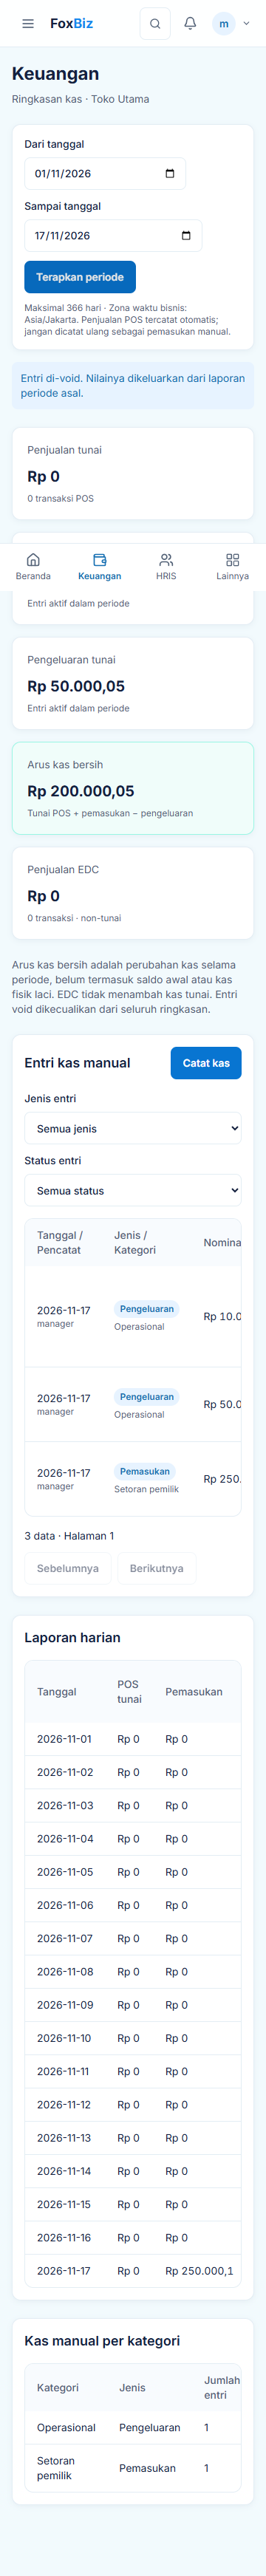 FoxBiz
m
Keuangan
Ringkasan kas · Toko Utama
Dari tanggal
01/11/2026
Sampai tanggal
17/11/2026
Terapkan periode
Maksimal 366 hari · Zona waktu bisnis:
Asia/Jakarta. Penjualan POS tercatat otomatis;
jangan dicatat ulang sebagai pemasukan manual.
Entri di-void. Nilainya dikeluarkan dari laporan
periode asal.
Penjualan tunai
Rp 0
0 transaksi POS
Beranda
Keuangan
HRIS
Lainnya
Entri aktif dalam periode
Pengeluaran tunai
Rp 50.000,05
Entri aktif dalam periode
Arus kas bersih
Rp 200.000,05
Tunai POS + pemasukan − pengeluaran
Penjualan EDC
Rp 0
0 transaksi · non-tunai
Arus kas bersih adalah perubahan kas selama
periode, belum termasuk saldo awal atau kas
fisik laci. EDC tidak menambah kas tunai. Entri
void dikecualikan dari seluruh ringkasan.
Entri kas manual
Catat kas
Jenis entri
Semua jenis
Status entri
Semua status
Tanggal /
Pencatat
Jenis /
Kategori
Nomina
2026-11-17
manager
Pengeluaran
Operasional
Rp 10.0
2026-11-17
manager
Pengeluaran
Operasional
Rp 50.0
2026-11-17
manager
Pemasukan
Setoran pemilik
Rp 250.
3 data · Halaman 1
Sebelumnya
Berikutnya
Laporan harian
Tanggal
POS
tunai
Pemasukan
2026-11-01 Rp 0 Rp 0
2026-11-02 Rp 0 Rp 0
2026-11-03 Rp 0 Rp 0
2026-11-04 Rp 0 Rp 0
2026-11-05 Rp 0 Rp 0
2026-11-06 Rp 0 Rp 0
2026-11-07 Rp 0 Rp 0
2026-11-08 Rp 0 Rp 0
2026-11-09 Rp 0 Rp 0
2026-11-10 Rp 0 Rp 0
2026-11-11 Rp 0 Rp 0
2026-11-12 Rp 0 Rp 0
2026-11-13 Rp 0 Rp 0
2026-11-14 Rp 0 Rp 0
2026-11-15 Rp 0 Rp 0
2026-11-16 Rp 0 Rp 0
2026-11-17 Rp 0 Rp 250.000,1
Kas manual per kategori
Kategori
Jenis
Jumlah
entri
Operasional Pengeluaran 1
Setoran
pemilik
Pemasukan 1